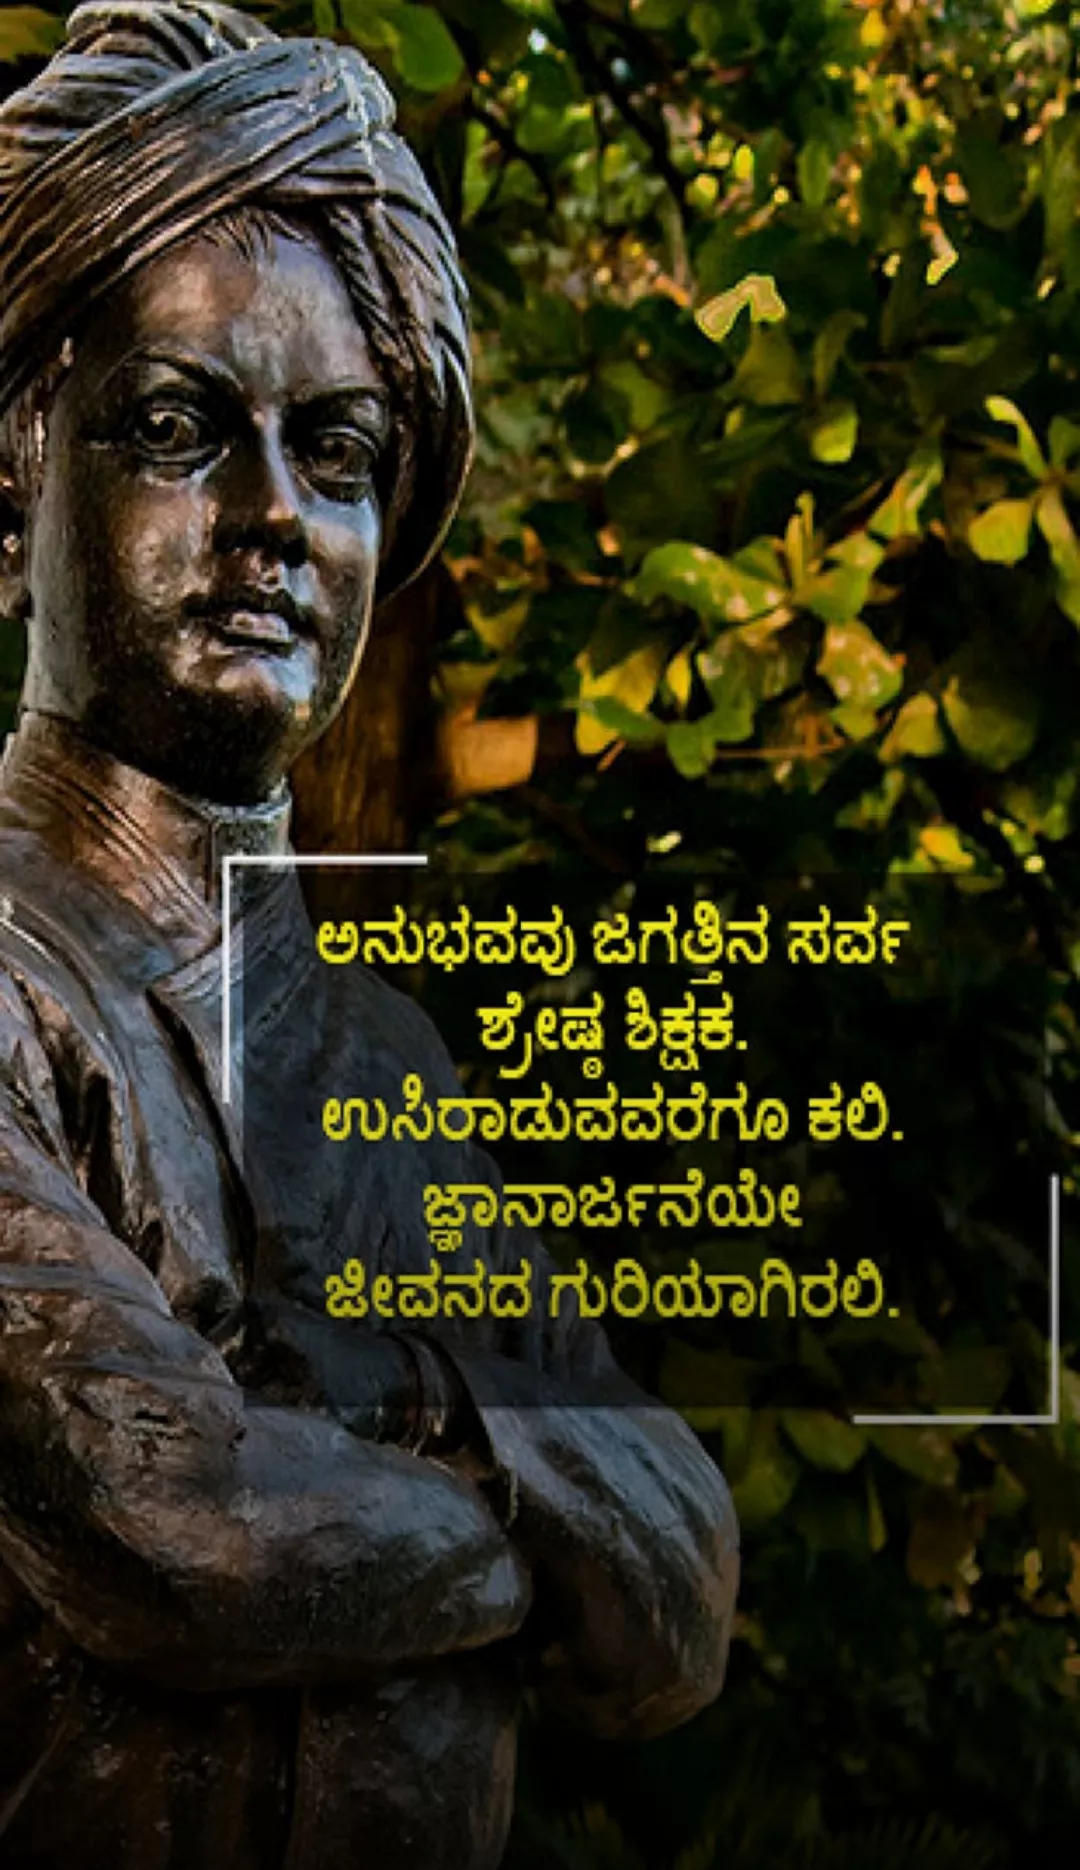 ಅನುಭವವು ಜಗತ್ತಿನ ಸರ್ವ
ಶ್ರೇಷ್ಠ ಶಿಕ್ಷಕ.
ಉಸಿರಾಡುವವರೆಗೂ ಕಲಿ.
ಜ್ಞಾನಾರ್ಜನೆಯೇ
ಜೀವನದ ಗುರಿಯಾಗಿರಲಿ.